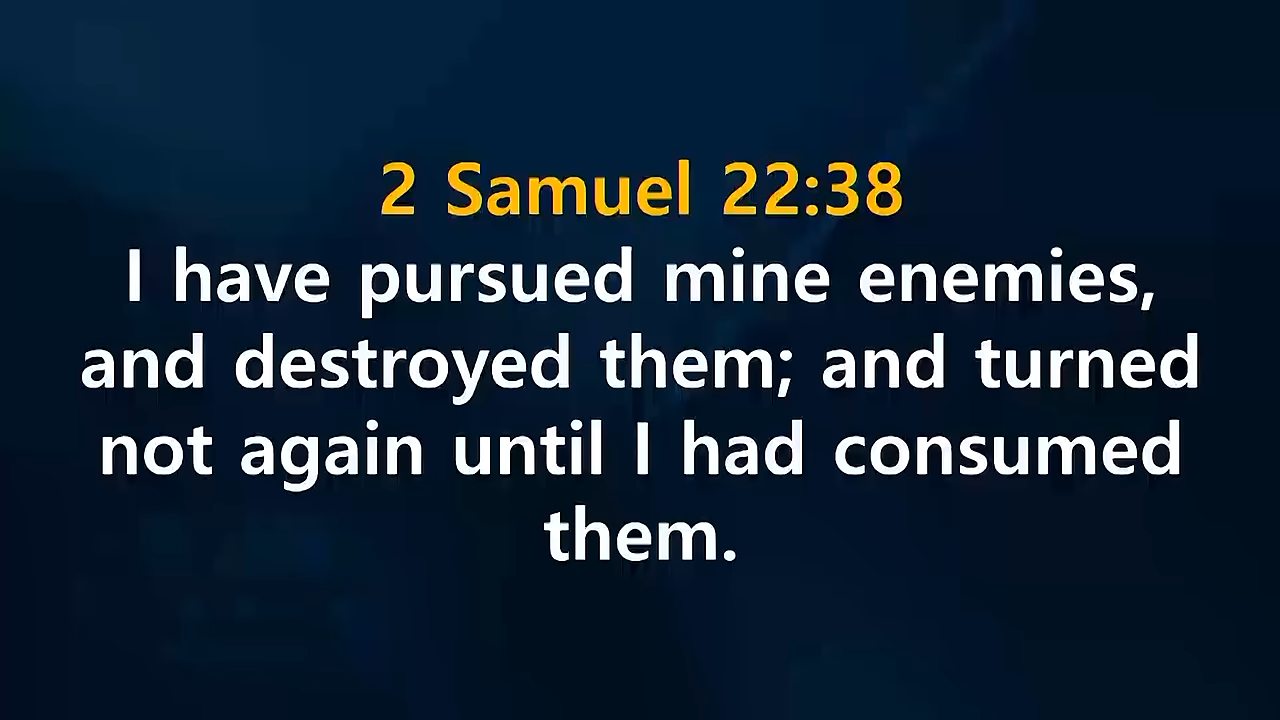 2 Samuel 22:38
I have pursued mine enemies,
and destroyed them; and turned
not again until I had consumed
them.